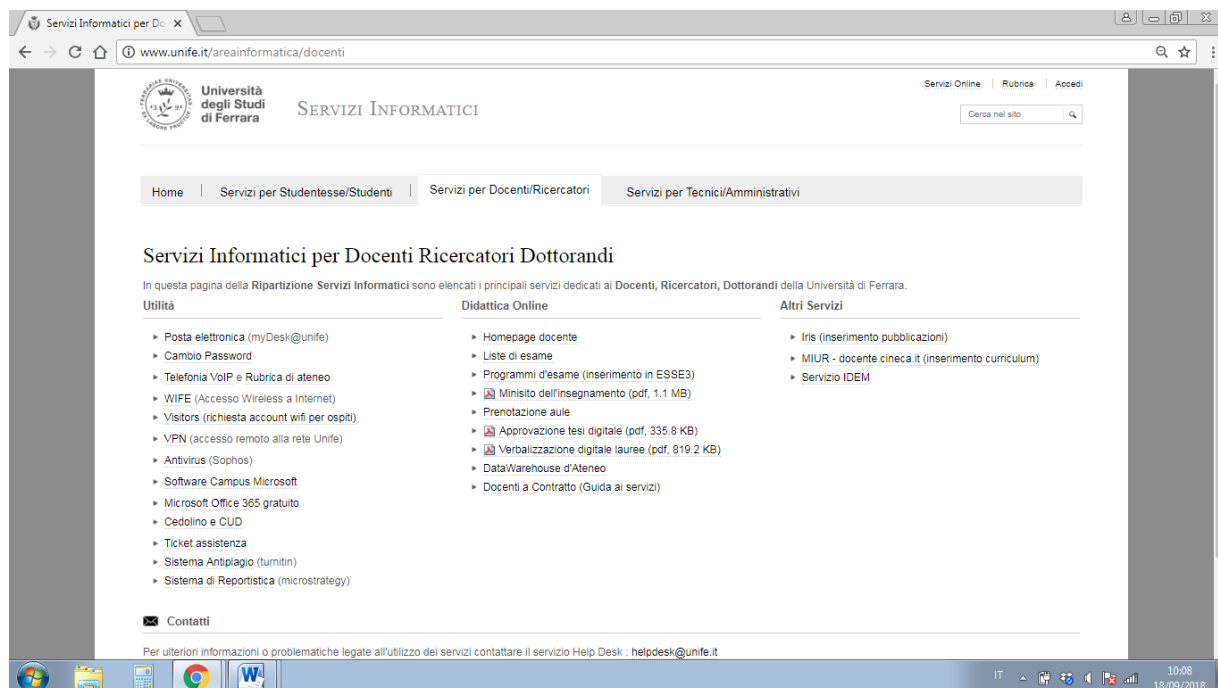 Servizi Informatici per Do
www.unife.it/areainformatica/docenti
Università
degli Studi
di Ferrara
SERVIZI INFORMATICI
Servizi Online | Rubrica | Accedi
Cerca nel sito
Home | Servizi per Studentesse/Studenti | Servizi per Docenti/Ricercatori Servizi per Tecnici/Amministrativi
Servizi Informatici per Docenti Ricercatori Dottorandi
In questa pagina della Ripartizione Servizi Informatici sono elencati i principali servizi dedicati ai Docenti, Ricercatori, Dottorandi della Università di Ferrara.
Utilità
Posta elettronica (myDesk@unife)
Cambio Password
Telefonia VoIP e Rubrica di ateneo
WIFE (Accesso Wireless a Internet)
Visitors (richiesta account wifi per ospiti)
VPN (accesso remoto alla rete Unife)
Antivirus (Sophos)
Software Campus Microsoft
Microsoft Office 365 gratuito
Cedolino e CUD
Ticket assistenza
Sistema Antiplagio (turnitin)
Sistema di Reportistica (microstrategy)
Didattica Online
Homepage docente
Liste di esame
Programmi d'esame (inserimento in ESSE3)
Minisito dell'insegnamento (pdf, 1.1 MB)
Prenotazione aule
Approvazione tesi digitale (pdf, 335.8 KB)
Verbalizzazione digitale lauree (pdf, 819.2 KB)
DataWarehouse d'Ateneo
Docenti a Contratto (Guida ai servizi)
Altri Servizi
Iris (inserimento pubblicazioni)
MIUR - docente.cineca.it (inserimento curriculum)
Servizio IDEM
Contatti
Per ulteriori informazioni o problematiche legate all'utilizzo dei servizi contattare il servizio Help Desk : helpdesk@unife.it
IT
10:08
18/09/2018